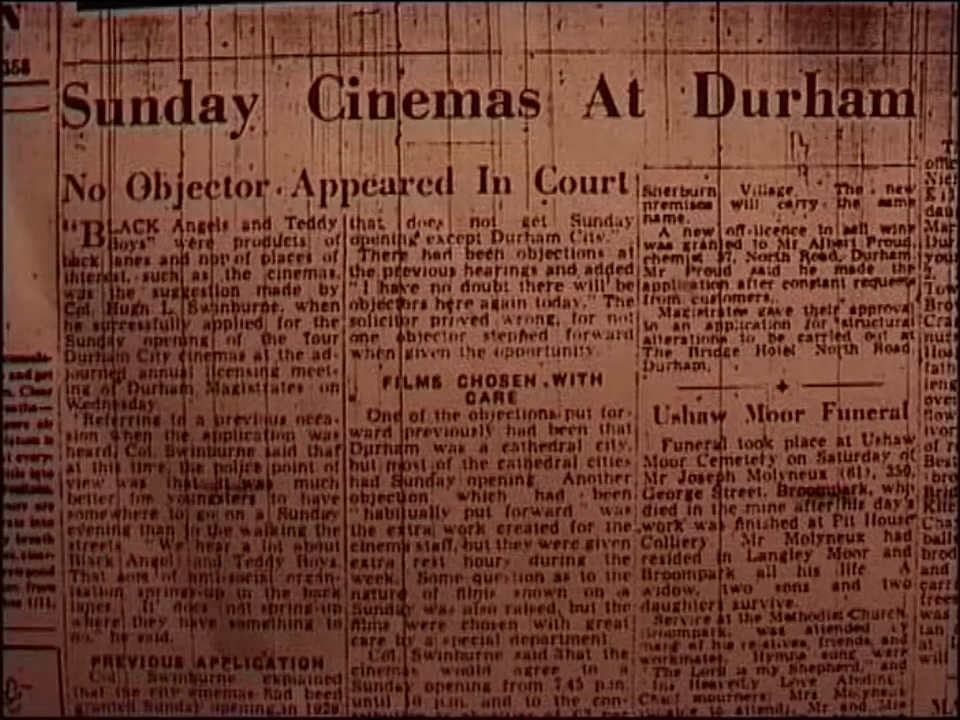 Sunday Cinemas At Durham
No Objector Appeared In Court
"BLACK Angels and Teddy
Boys" were products of
back lanes and not of places of
interest, such as the cinemas,
was the suggestion made by
Col. Hugh L. Swinburne, when
he successfully applied for the
Sunday opening of the four
Durham City cinemas at the ad-
journed annual licensing meet-
ing of Durham Magistrates on
Wednesday.
Referring to a previous occa-
sion when the application was
heard, Col. Swinburne said that
at this time the police point of
view was that it was much
better for youngsters to have
somewhere to go on a Sunday
evening than to the walking the
streets. "We hear a lot about
Black Angels and Teddy Boys.
That sort of anti-social organ-
isation springs up in the back
lanes. It does not spring up
where they have something to
do," he said.
PREVIOUS APPLICATION
Col. Swinburne explained
that the city cinemas had been
granted Sunday opening in
that does not get Sunday
opening except Durham City."
There had been objections at
the previous hearings and added
"I have no doubt there will be
objectors here again today." The
solicitor proved wrong, for not
one objector stepped forward
when given the opportunity.
FILMS CHOSEN WITH
CARE
One of the objections put for-
ward previously had been that
Durham was a cathedral city,
but most of the cathedral cities
had Sunday opening. Another
objection which had been
"habitually put forward" was
the extra work created for the
cinema staff, but they were given
extra rest hours during the
week. Some question as to the
nature of films shown on a
Sunday was also raised, but the
films were chosen with great
care by a special department.
Col. Swinburne said that the
cinemas would agree to a
Sunday opening from 7.45 p.m.
until 10 p.m. and to the con-
Sherburn Village. The new
premises will carry the same
name.
A new off-licence to sell wine
was granted to Mr Albert Proud,
chemist, 37, North Road, Durham.
Mr Proud said he made the
application after constant requests
from customers.
Magistrates gave their approval
to an application for structural
alterations to be carried out at
The Bridge Hotel North Road,
Durham.
Ushaw Moor Funeral
Funeral took place at Ushaw
Moor Cemetery on Saturday of
Mr Joseph Molyneux (61), 250,
George Street, Broompark, who
died in the mine after his day's
work was finished at Pit House
Colliery. Mr Molyneux had
resided in Langley Moor and
Broompark all his life. A
widow, two sons and two
daughters survive.
Service at the Methodist Church,
Broompark, was attended by
many of his relatives, friends and
workmates. Hymns sung were
"The Lord is my Shepherd," and
Heavenly Love Abiding."
Chief mourners: Mrs Molyneux